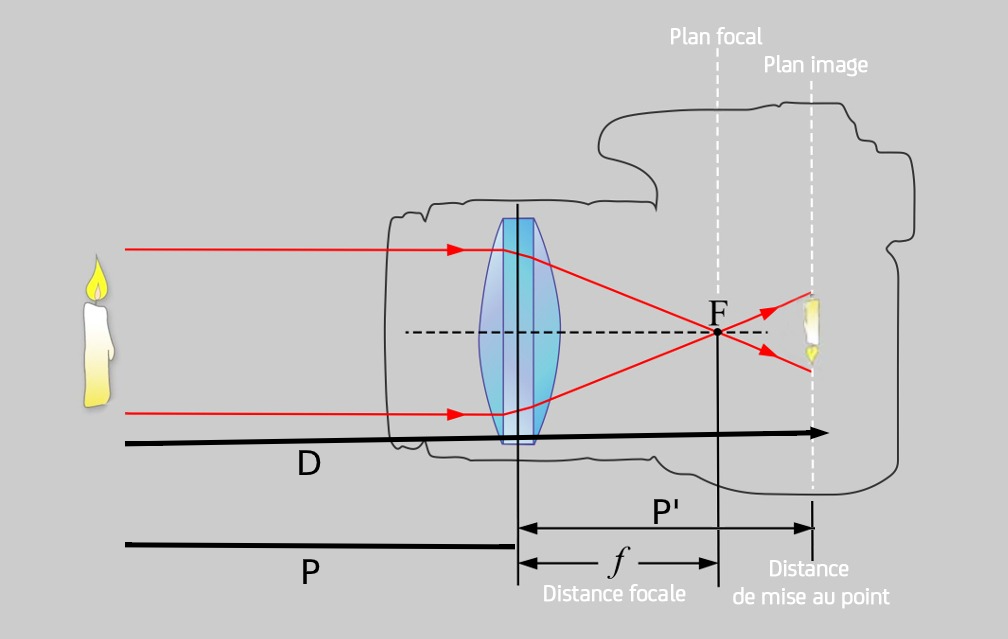 Plan focal
Plan image
F
D
P'
P
f
Distance focale
Distance
de mise au point